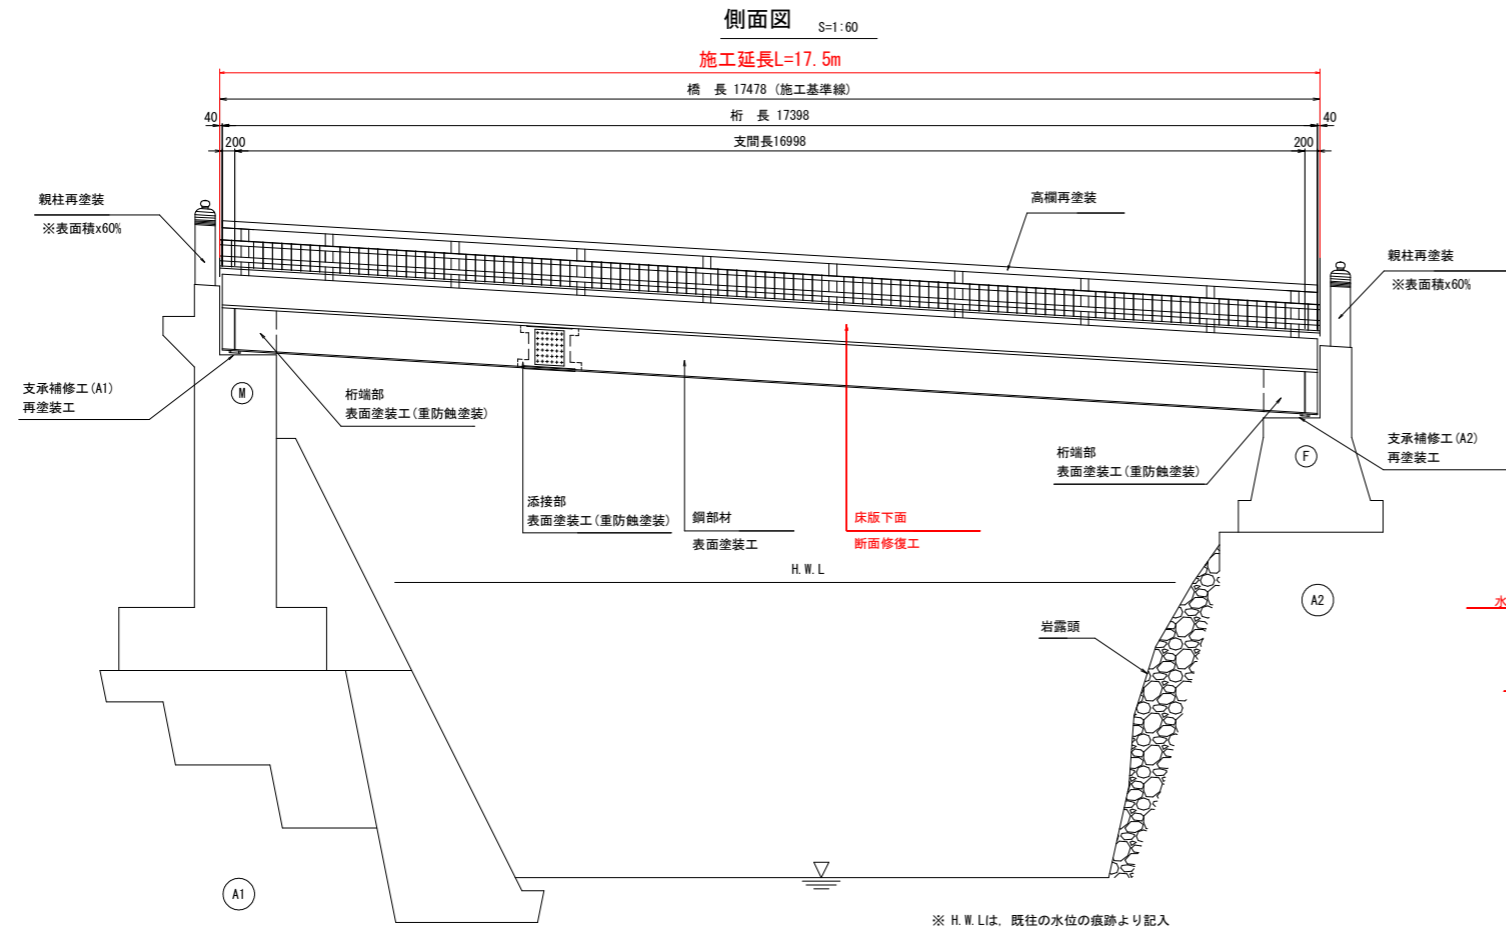 側面図 S=1:60
施工延長L=17.5m
橋 長 17478 (施工基準線)
40 桁 長 17398 40
200 支間長16998 200
親柱再塗装
※表面積x60%
高欄再塗装
親柱再塗装
※表面積x60%
支承補修工(A1)
再塗装工
M
桁端部
表面塗装工(重防蝕塗装)
添接部
表面塗装工(重防蝕塗装)
鋼部材
表面塗装工
床版下面
断面修復工
桁端部
表面塗装工(重防蝕塗装)
F
支承補修工(A2)
再塗装工
H.W.L
A2
水
岩露頭
A1
※ H.W.Lは, 既往の水位の痕跡より記入